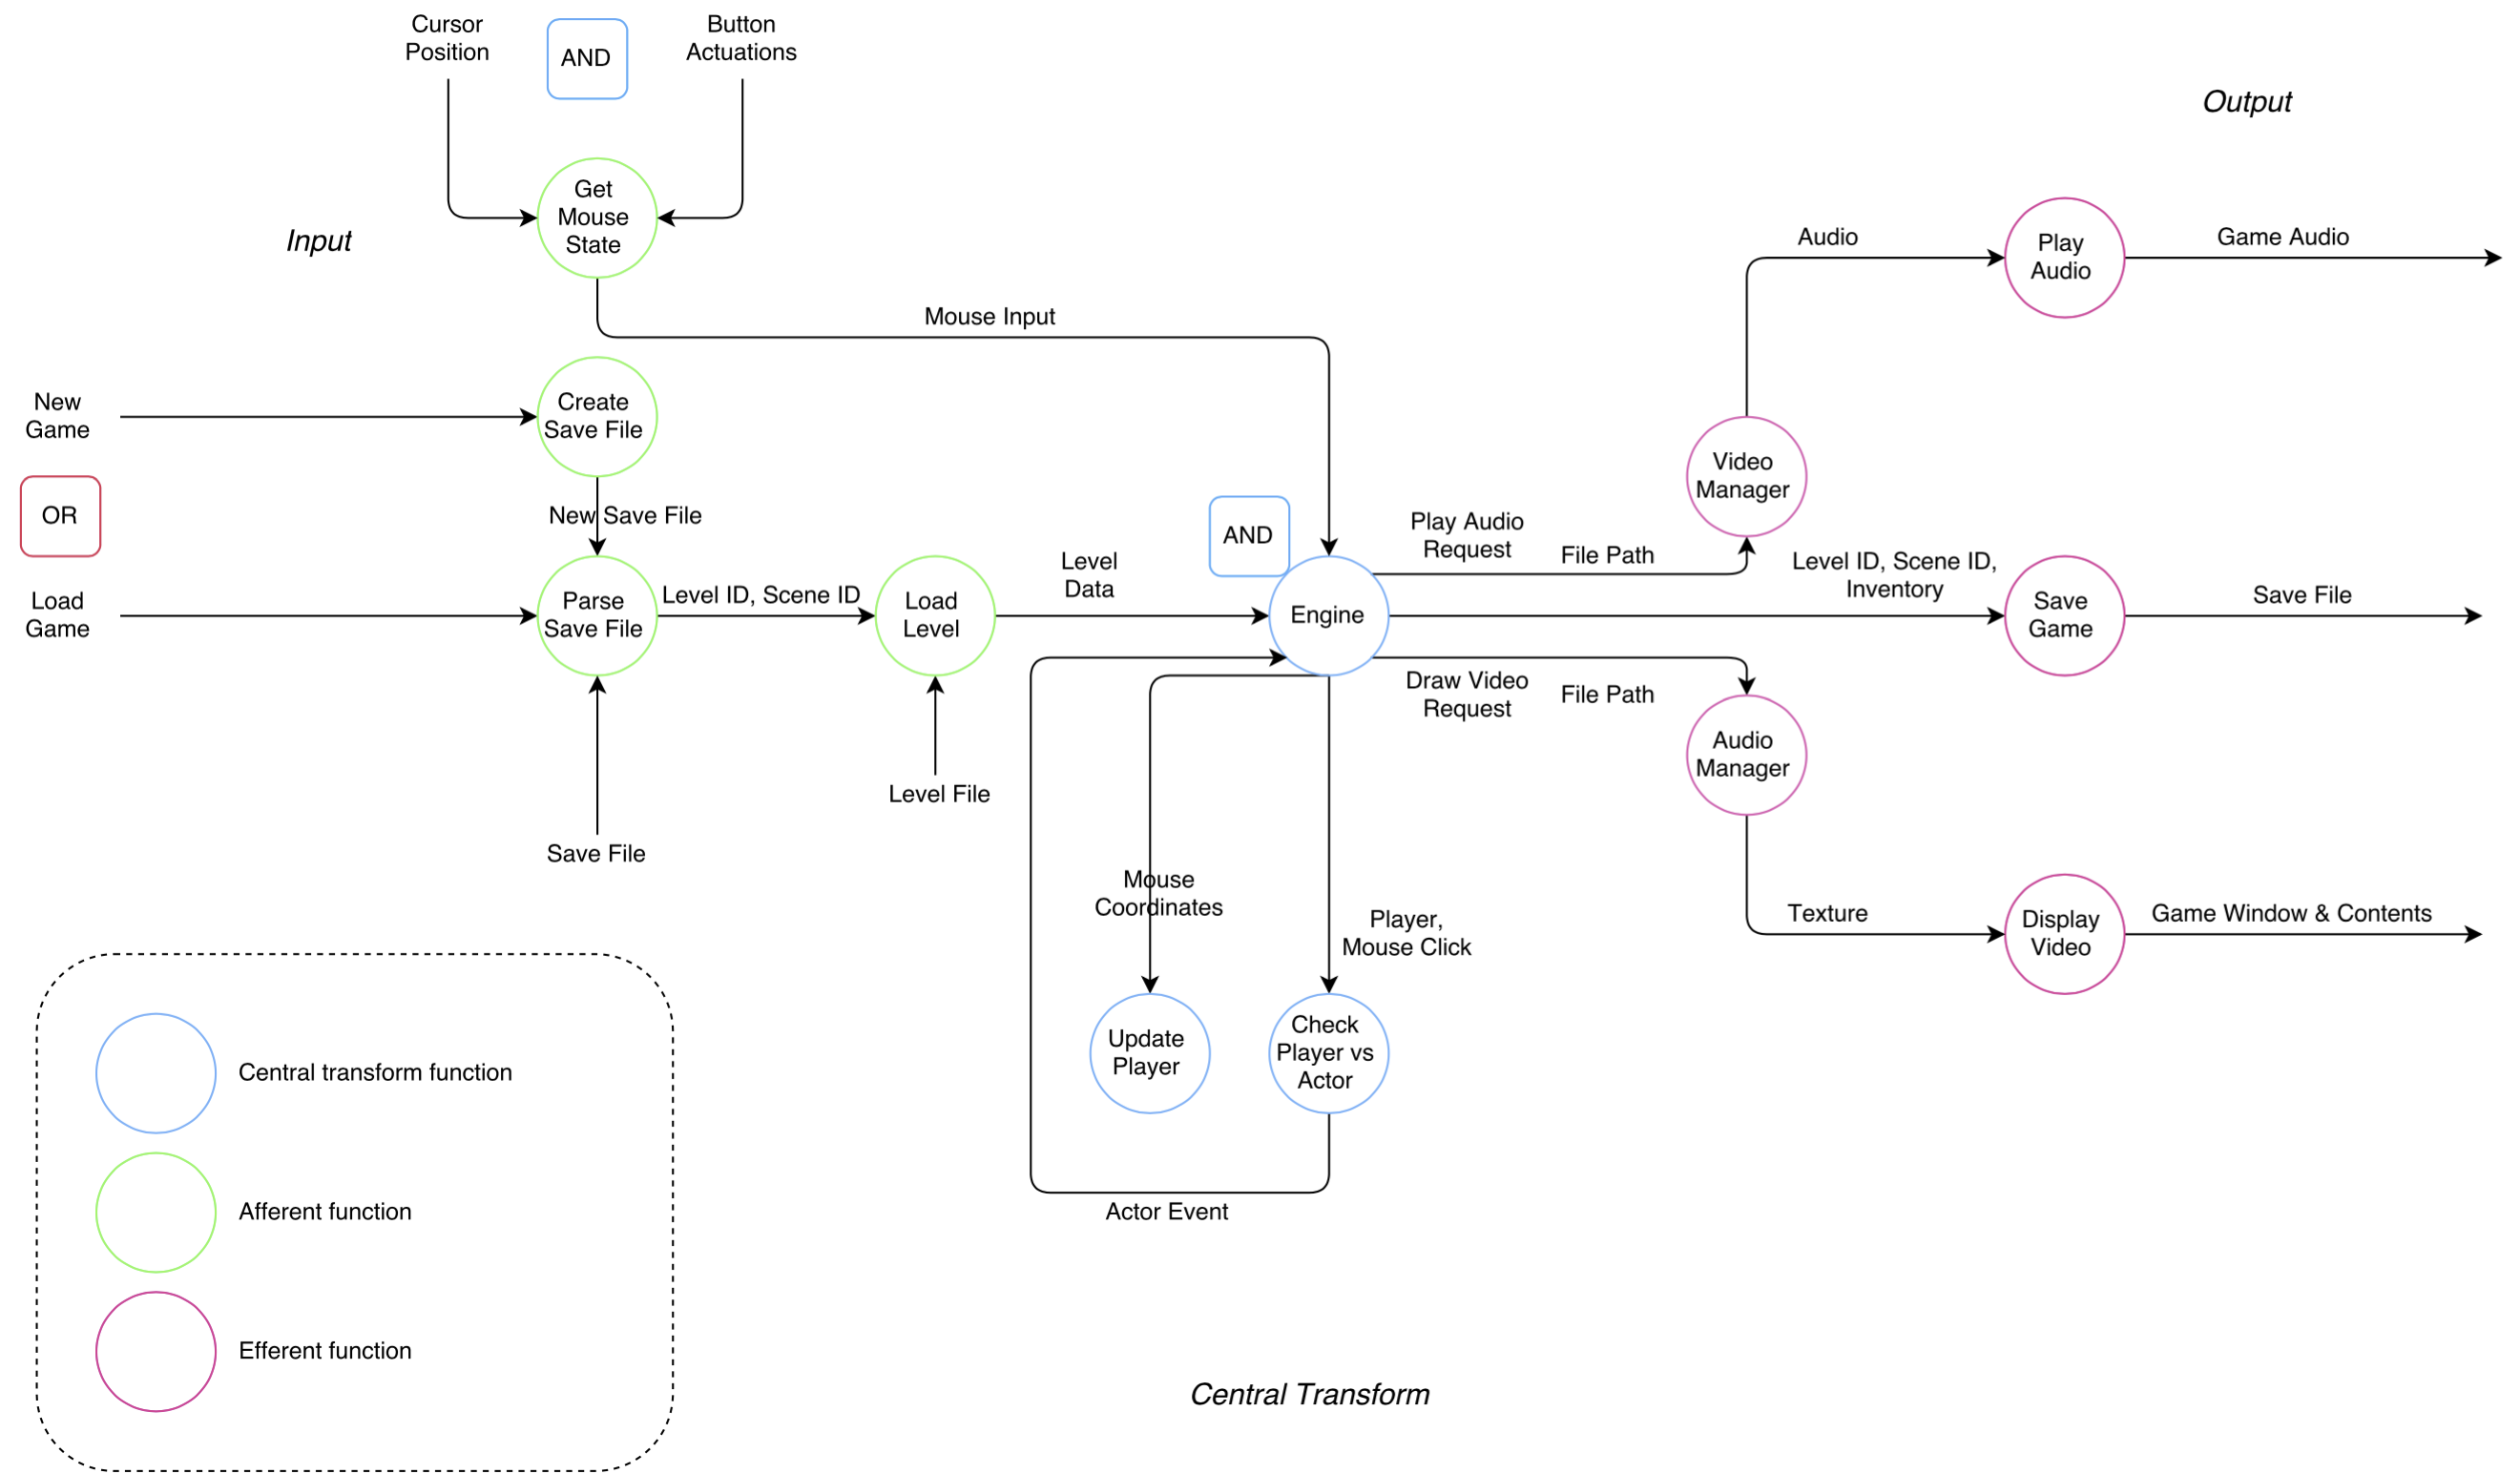 Cursor
Position
AND
Button
Actuations
Output
Get
Mouse
State
Input
Audio
Play
Audio
Game Audio
Mouse Input
New
Game
Create
Save File
Video
Manager
OR
New Save File
AND
Play Audio
Request
File Path
Level ID, Scene ID,
Inventory
Load
Game
Parse
Save File
Level ID, Scene ID
Load
Level
Level
Data
Engine
Save
Game
Save File
Draw Video
Request
File Path
Audio
Manager
Level File
Save File
Mouse
Coordinates
Player,
Mouse Click
Texture
Display
Video
Game Window & Contents
Update
Player
Check
Player vs
Actor
Actor Event
Central transform function
Afferent function
Efferent function
Central Transform